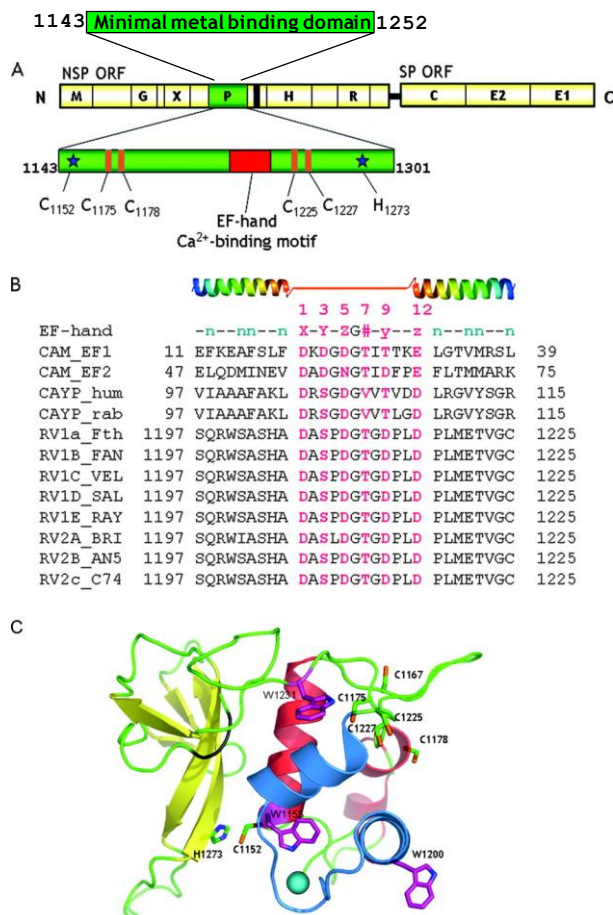 1143 Minimal metal binding domain 1252
A
NSP ORF SP ORF
N M G X P H R C E2 E1 C
1143 1301
C1152 C1175 C1178 C1225 C1227 H1273
EF-hand
Ca2+-binding motif
B
1 3 5 7 9 12
EF-hand -n--nn--n X-Y-ZG#-y--Z n--nn--n
CAM_EF1 11 EFKEAFSLF DKDGDGTITTKE LGTVMRSL 39
CAM_EF2 47 ELQDMINEV DADGNGTIDFPE FLTMMARK 75
CAYP_hum 97 VIAAAFAKL DRSGDGVVTVDD LRGVYSGR 115
CAYP_rab 97 VIAAAFAKL DRSGDGVVTLGD LRGVYSGR 115
RV1a_Fth 1197 SQRWSASHA DASPDGTGDPLD PLMETVGC 1225
RV1B_FAN 1197 SQRWSASHA DASPDGTGDPLD PLMETVGC 1225
RV1C_VEL 1197 SQRWSASHA DASPDGTGDPLD PLMETVGC 1225
RV1D_SAL 1197 SQRWSASHA DASPDGTGDPLD PLMETVGC 1225
RV1E_RAY 1197 SQRWSASHA DASPDGTGDPLD PLMETVGC 1225
RV2A_BRI 1197 SQRWIASHA DASLDGTGDPLD PLMETVGC 1225
RV2B_AN5 1197 SQRWSASHA DASPDGTGDPLD PLMETVGC 1225
RV2c_C74 1197 SQRWSASHA DASPDGTGDPLD PLMETVGC 1225
C
C1167
W1231 C1175
C1225
C1227
C1178
H1273 C1152
W1200